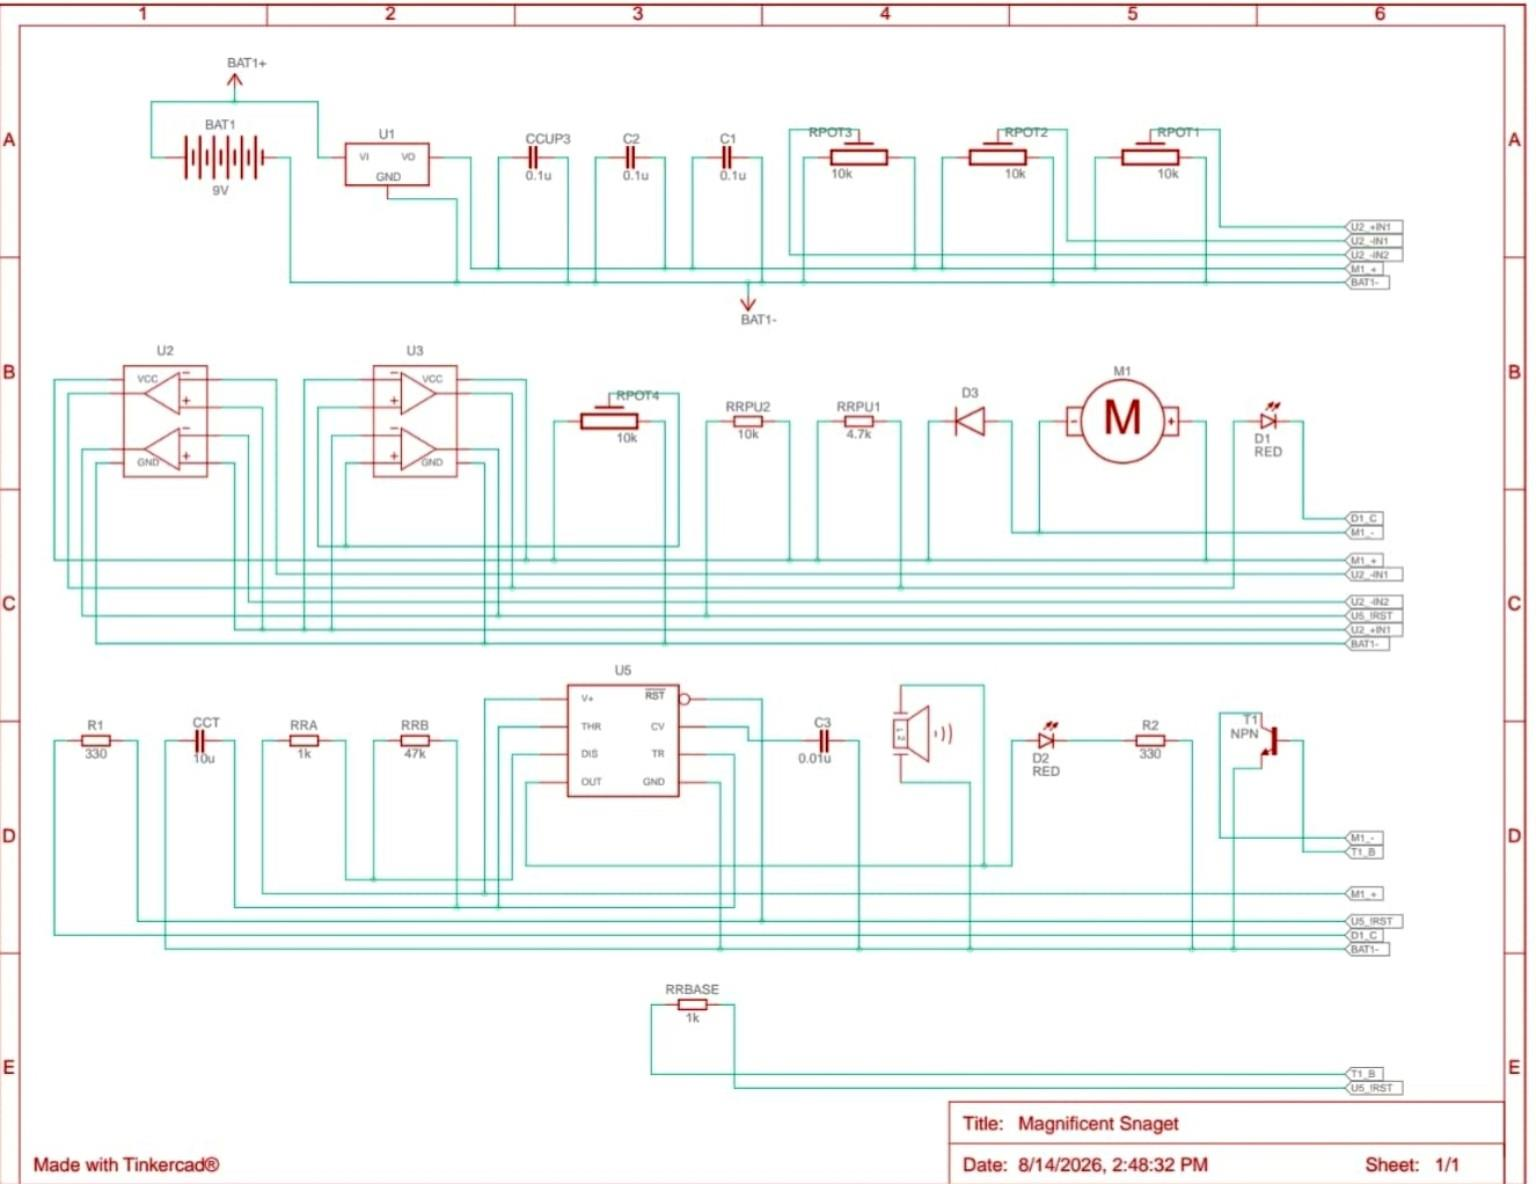 1 2 3 4 5 6
BAT1+
A A
BAT1
9V
U1
VI VO
GND
CCUP3
0.1u
C2
0.1u
C1
0.1u
RPOT3
10k
RPOT2
10k
RPOT1
10k
U2_+IN1
U2_-IN1
U2_-IN2
M1_+
BAT1-
BAT1-
B B
U2
VCC
-
+
-
+
GND
U3
-
+
-
+
VCC
GND
RPOT4
10k
RRPU2
10k
RRPU1
4.7k
D3
M1
- M +
D1
RED
D1_C
M1_-
M1_+
U2_-IN1
C C
U2_-IN2
U5_!RST
U2_+IN1
BAT1-
R1
330
CCT
10u
RRA
1k
RRB
47k
U5
V+ RST
THR CV
DIS TR
OUT GND
C3
0.01u
D2
RED
R2
330
T1
NPN
D D
M1_-
T1_B
M1_+
U5_!RST
D1_C
BAT1-
RRBASE
1k
E E
T1_B
U5_!RST
Title: Magnificent Snaget
Made with Tinkercad®
Date: 8/14/2026, 2:48:32 PM Sheet: 1/1